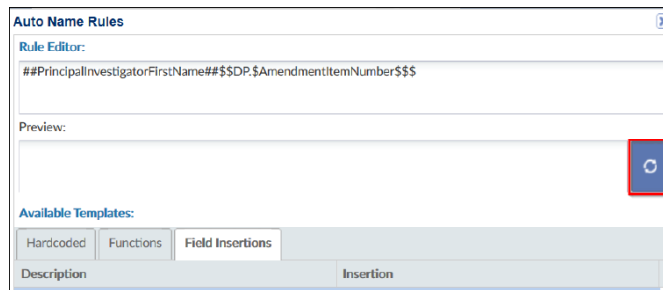 Auto Name Rules
Rule Editor:
##PrincipalInvestigatorFirstName##$$DP.$AmendmentItemNumber$$$
Preview:
Available Templates:
Hardcoded Functions Field Insertions
Description Insertion